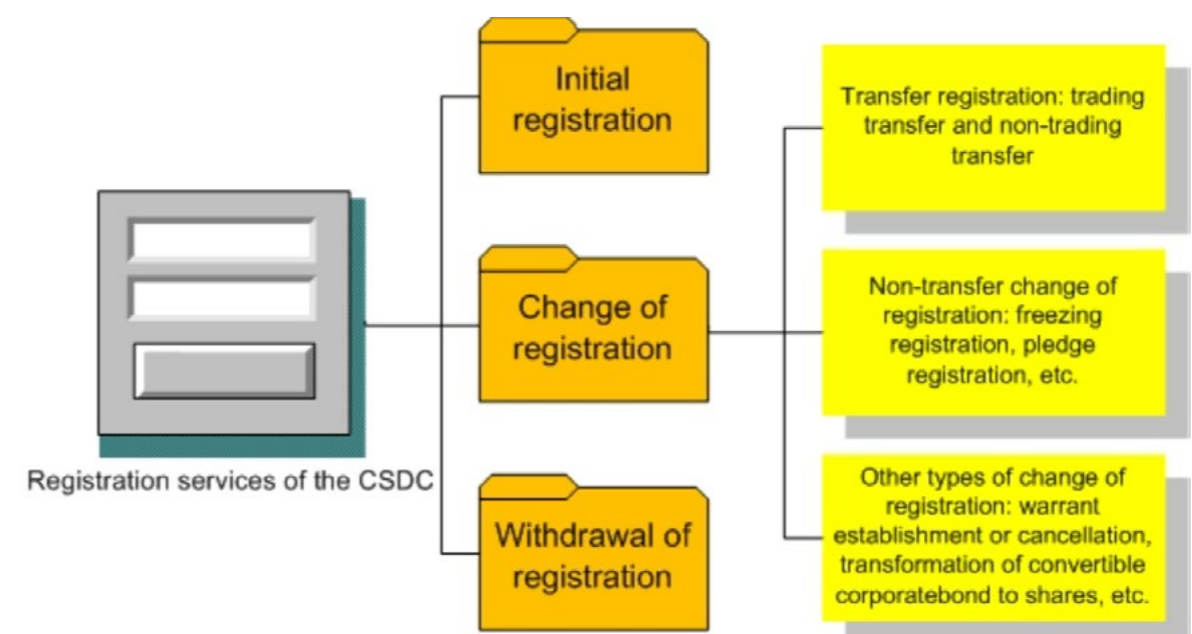 Initial
registration
Transfer registration: trading
transfer and non-trading
transfer
Change of
registration
Non-transfer change of
registration: freezing
registration, pledge
registration, etc.
Registration services of the CSDC
Withdrawal of
registration
Other types of change of
registration: warrant
establishment or cancellation,
transformation of convertible
corporatebond to shares, etc.